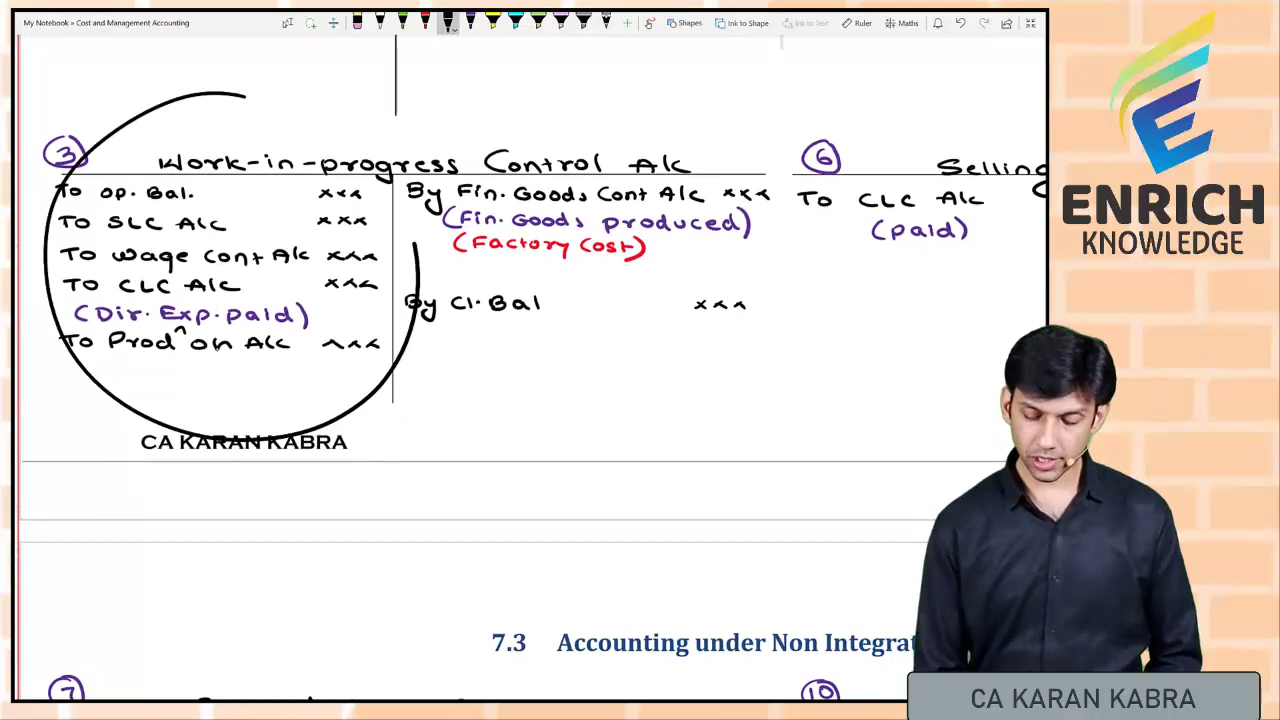 My Notebook » Cost and Management Accounting
Shapes
Ink to Shape
Ink to Text
Ruler
Maths
3
Work-in-progress Control A/c
To Op. Bal. xxx
To SLC A/c xxx
To Wage Cont A/c xxx
To CLC A/c xxx
(Dir. Exp. paid)
To Prodⁿ OH A/c xxx
By Fin. Goods Cont A/c xxx
(Fin. Goods produced)
(Factory Cost)
By Cl. Bal xxx
6
Selling
To CLC A/c
(paid)
CA KARAN KABRA
7.3 Accounting under Non Integrat
7
10
ENRICH
KNOWLEDGE
CA KARAN KABRA